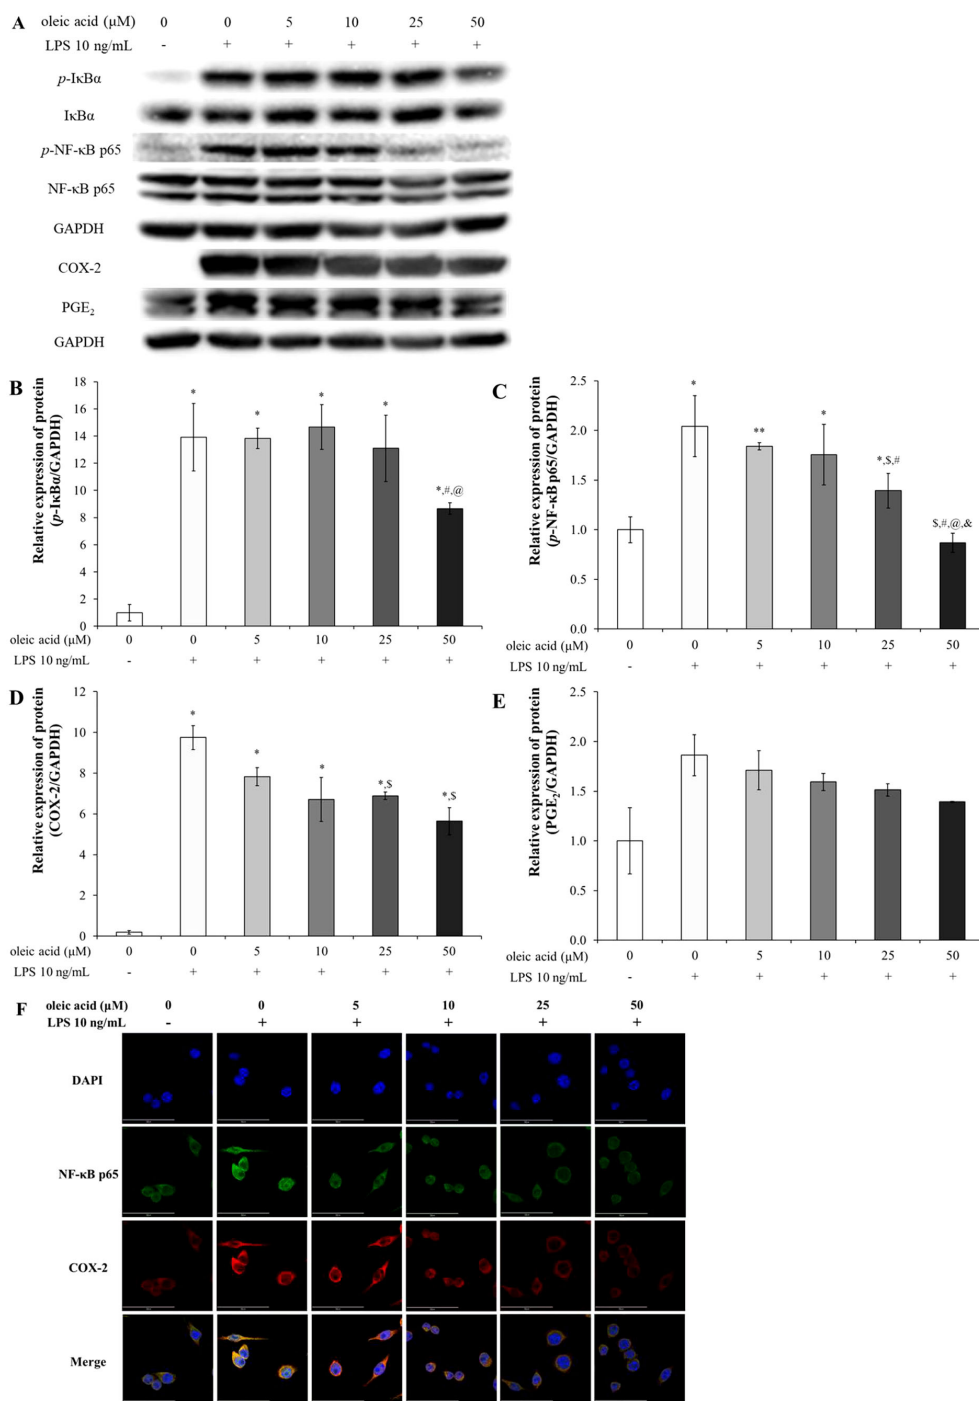 A
oleic acid (µM) 0 0 5 10 25 50
LPS 10 ng/mL - + + + + +
p-IκBα
IκBα
p-NF-κB p65
NF-κB p65
GAPDH
COX-2
PGE₂
GAPDH
B
Relative expression of protein
(p-IκBα/GAPDH)
18
16
14
12
10
8
6
4
2
0
*
*
*
*
*,#,@
oleic acid (µM) 0 0 5 10 25 50
LPS 10 ng/mL - + + + + +
C
Relative expression of protein
(p-NF-κB p65/GAPDH)
2.5
2.0
1.5
1.0
0.5
0.0
*
**
*
*,$,#
$,#,@,&
oleic acid (µM) 0 0 5 10 25 50
LPS 10 ng/mL - + + + + +
D
Relative expression of protein
(COX-2/GAPDH)
12
10
8
6
4
2
0
*
*
*
*,$
*,$
oleic acid (µM) 0 0 5 10 25 50
LPS 10 ng/mL - + + + + +
E
Relative expression of protein
(PGE₂/GAPDH)
2.5
2.0
1.5
1.0
0.5
0.0
oleic acid (µM) 0 0 5 10 25 50
LPS 10 ng/mL - + + + + +
F
oleic acid (µM) 0 0 5 10 25 50
LPS 10 ng/mL - + + + + +
DAPI
NF-κB p65
COX-2
Merge